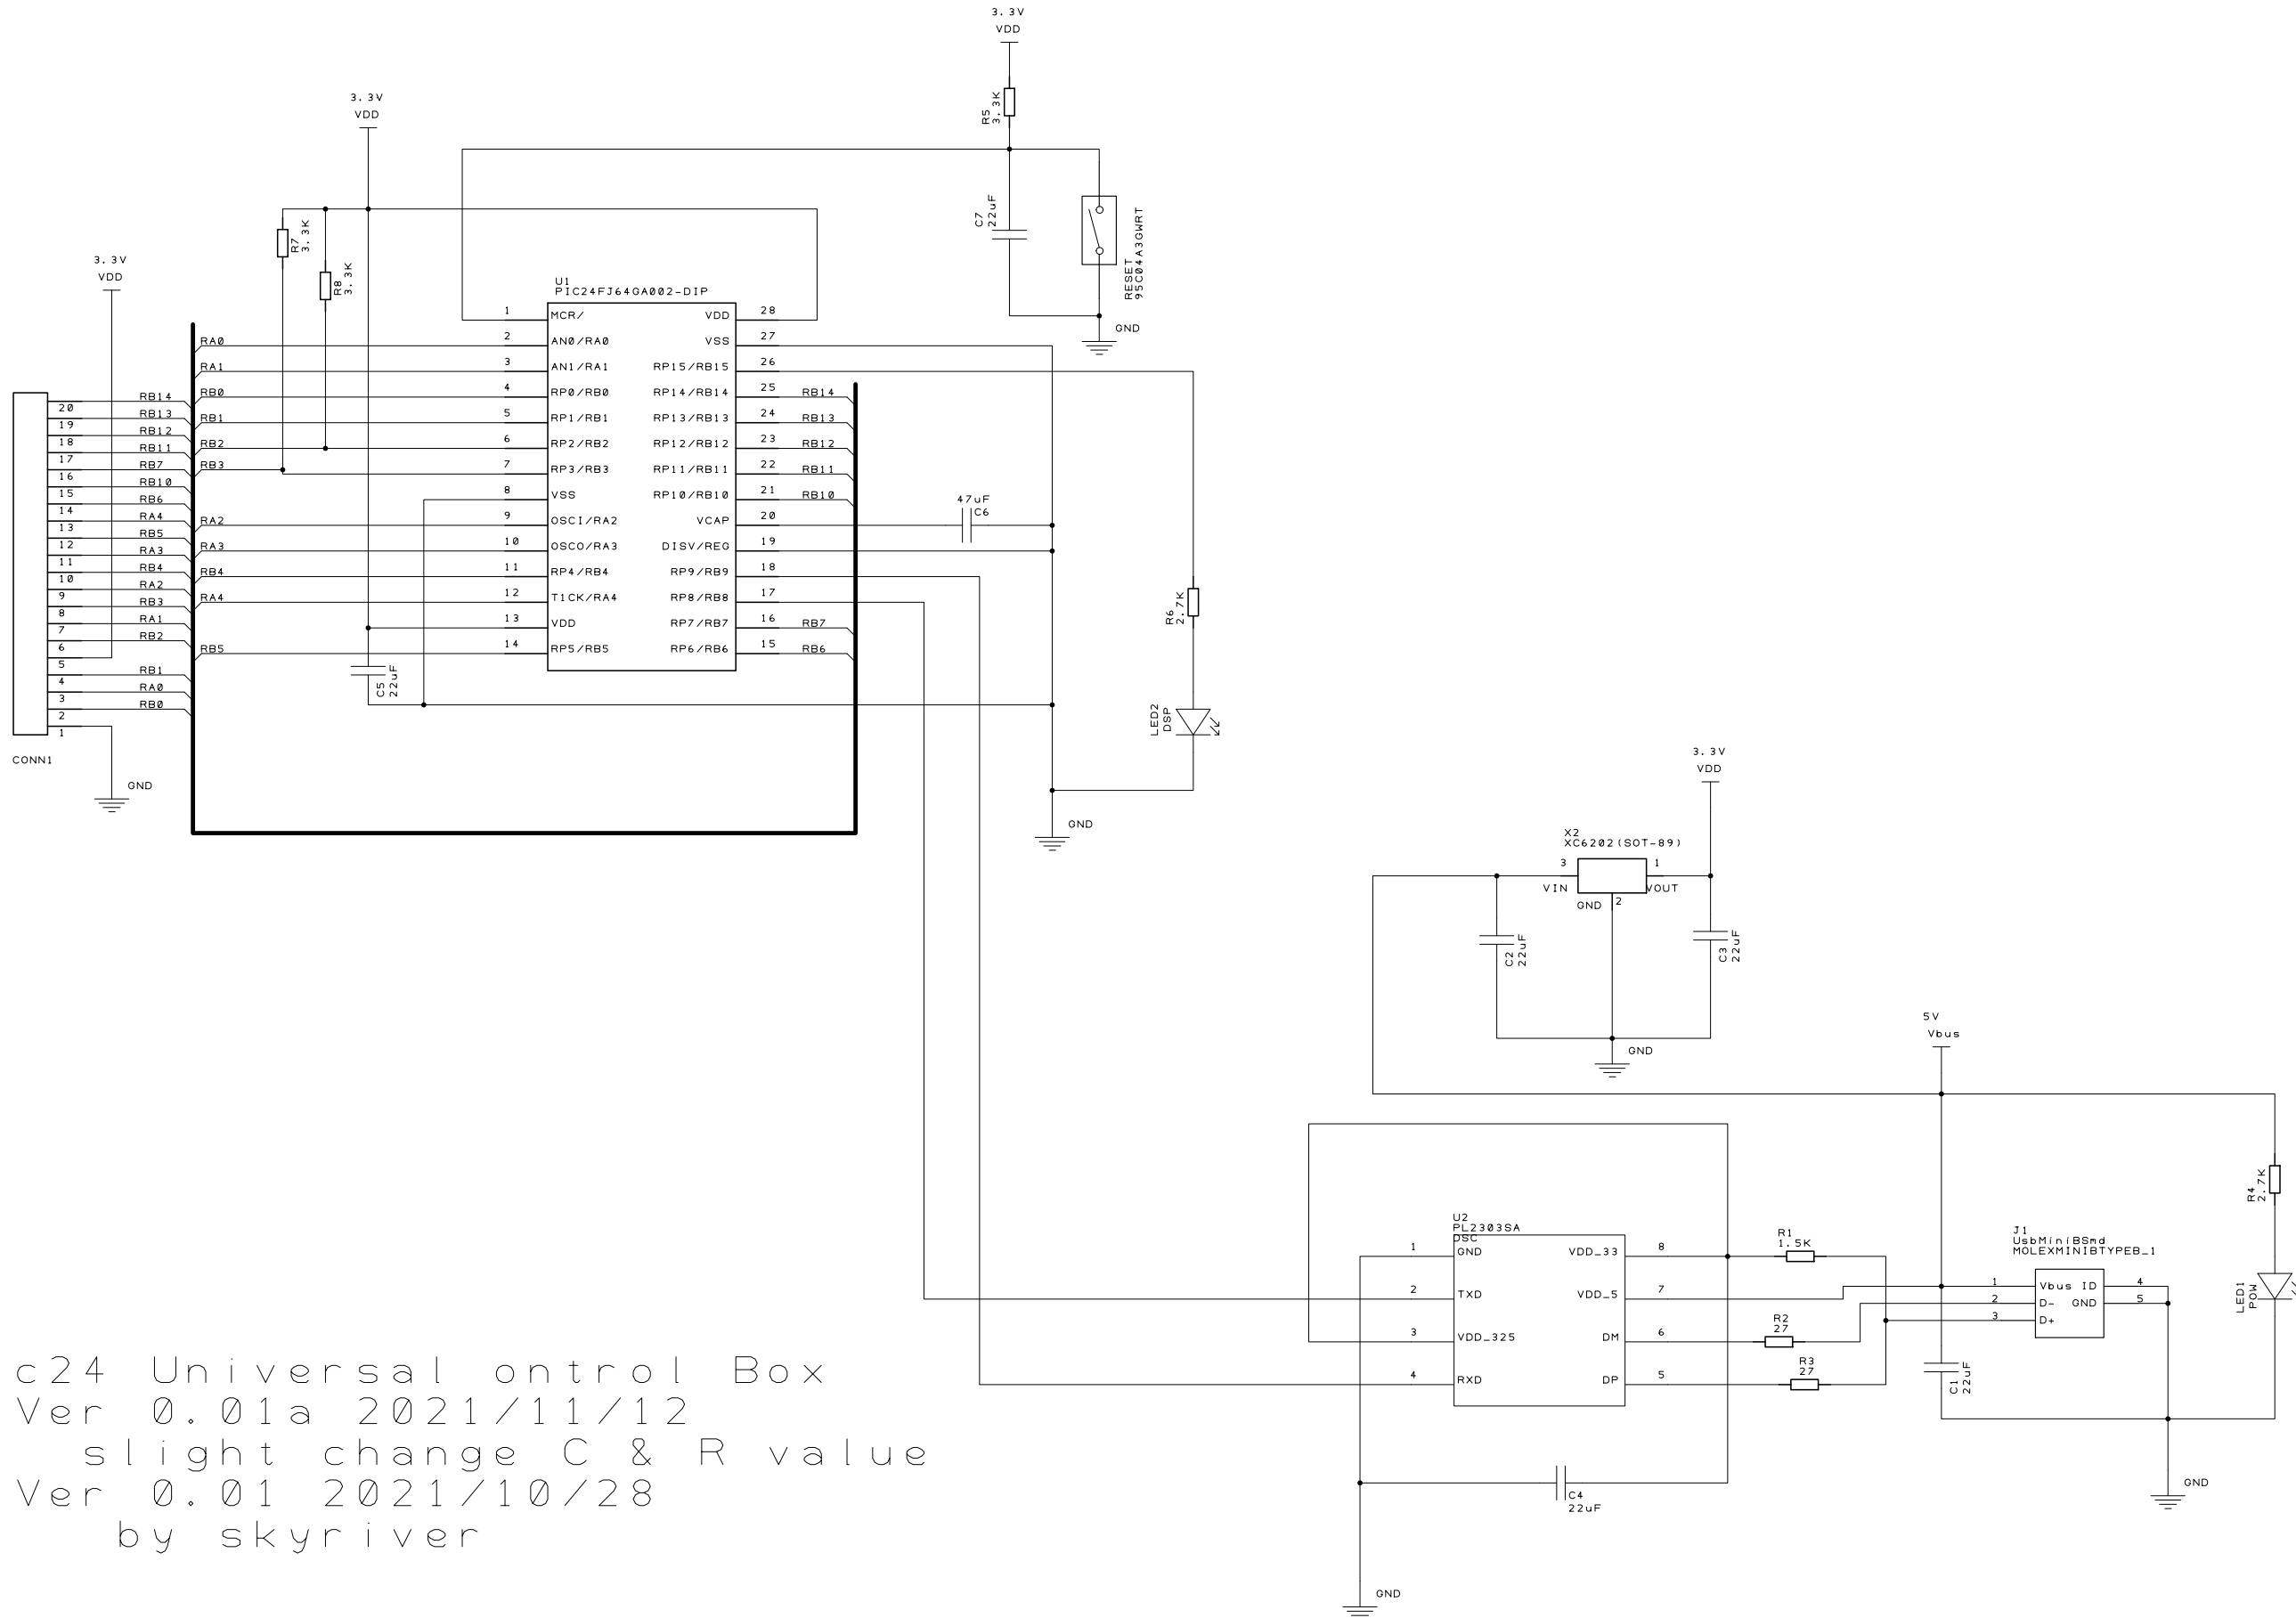 3.3V
VDD
R5
3.3K
C7
22uF
RESET
95C04A3GWRT
GND
3.3V
VDD
R7
3.3K
R8
3.3K
3.3V
VDD
U1
PIC24FJ64GA002-DIP
1 MCR/ VDD 28
2 AN0/RA0 VSS 27
3 AN1/RA1 RP15/RB15 26
4 RP0/RB0 RP14/RB14 25
5 RP1/RB1 RP13/RB13 24
6 RP2/RB2 RP12/RB12 23
7 RP3/RB3 RP11/RB11 22
8 VSS RP10/RB10 21
9 OSCI/RA2 VCAP 20
10 OSCO/RA3 DISV/REG 19
11 RP4/RB4 RP9/RB9 18
12 T1CK/RA4 RP8/RB8 17
13 VDD RP7/RB7 16
14 RP5/RB5 RP6/RB6 15
RA0
RA1
RB0
RB1
RB2
RB3
RA2
RA3
RB4
RA4
RB5
RB14
RB13
RB12
RB11
RB10
RB7
RB6
47uF
C6
C5
22uF
R6
2.7K
LED2
DSP
GND
RB14
20
RB13
19
RB12
18
RB11
17
RB7
16
RB10
15
RB6
14
RA4
13
RB5
12
RA3
11
RB4
10
RA2
9
RB3
8
RA1
7
RB2
6
5
RB1
4
RA0
3
RB0
2
1
CONN1
GND
3.3V
VDD
X2
XC6202(SOT-89)
3 1
VIN VOUT
GND 2
C2
22uF
C3
22uF
GND
5V
Vbus
R4
2.7K
LED1
POW
U2
PL2303SA
DSC
1 GND VDD_33 8
2 TXD VDD_5 7
3 VDD_325 DM 6
4 RXD DP 5
R1
1.5K
R2
27
R3
27
J1
UsbMiniBSmd
MOLEXMINIBTYPEB_1
1 Vbus ID 4
2 D- GND 5
3 D+
C1
22uF
GND
C4
22uF
GND
c24 Universal ontrol Box
Ver 0.01a 2021/11/12
slight change C & R value
Ver 0.01 2021/10/28
by skyriver